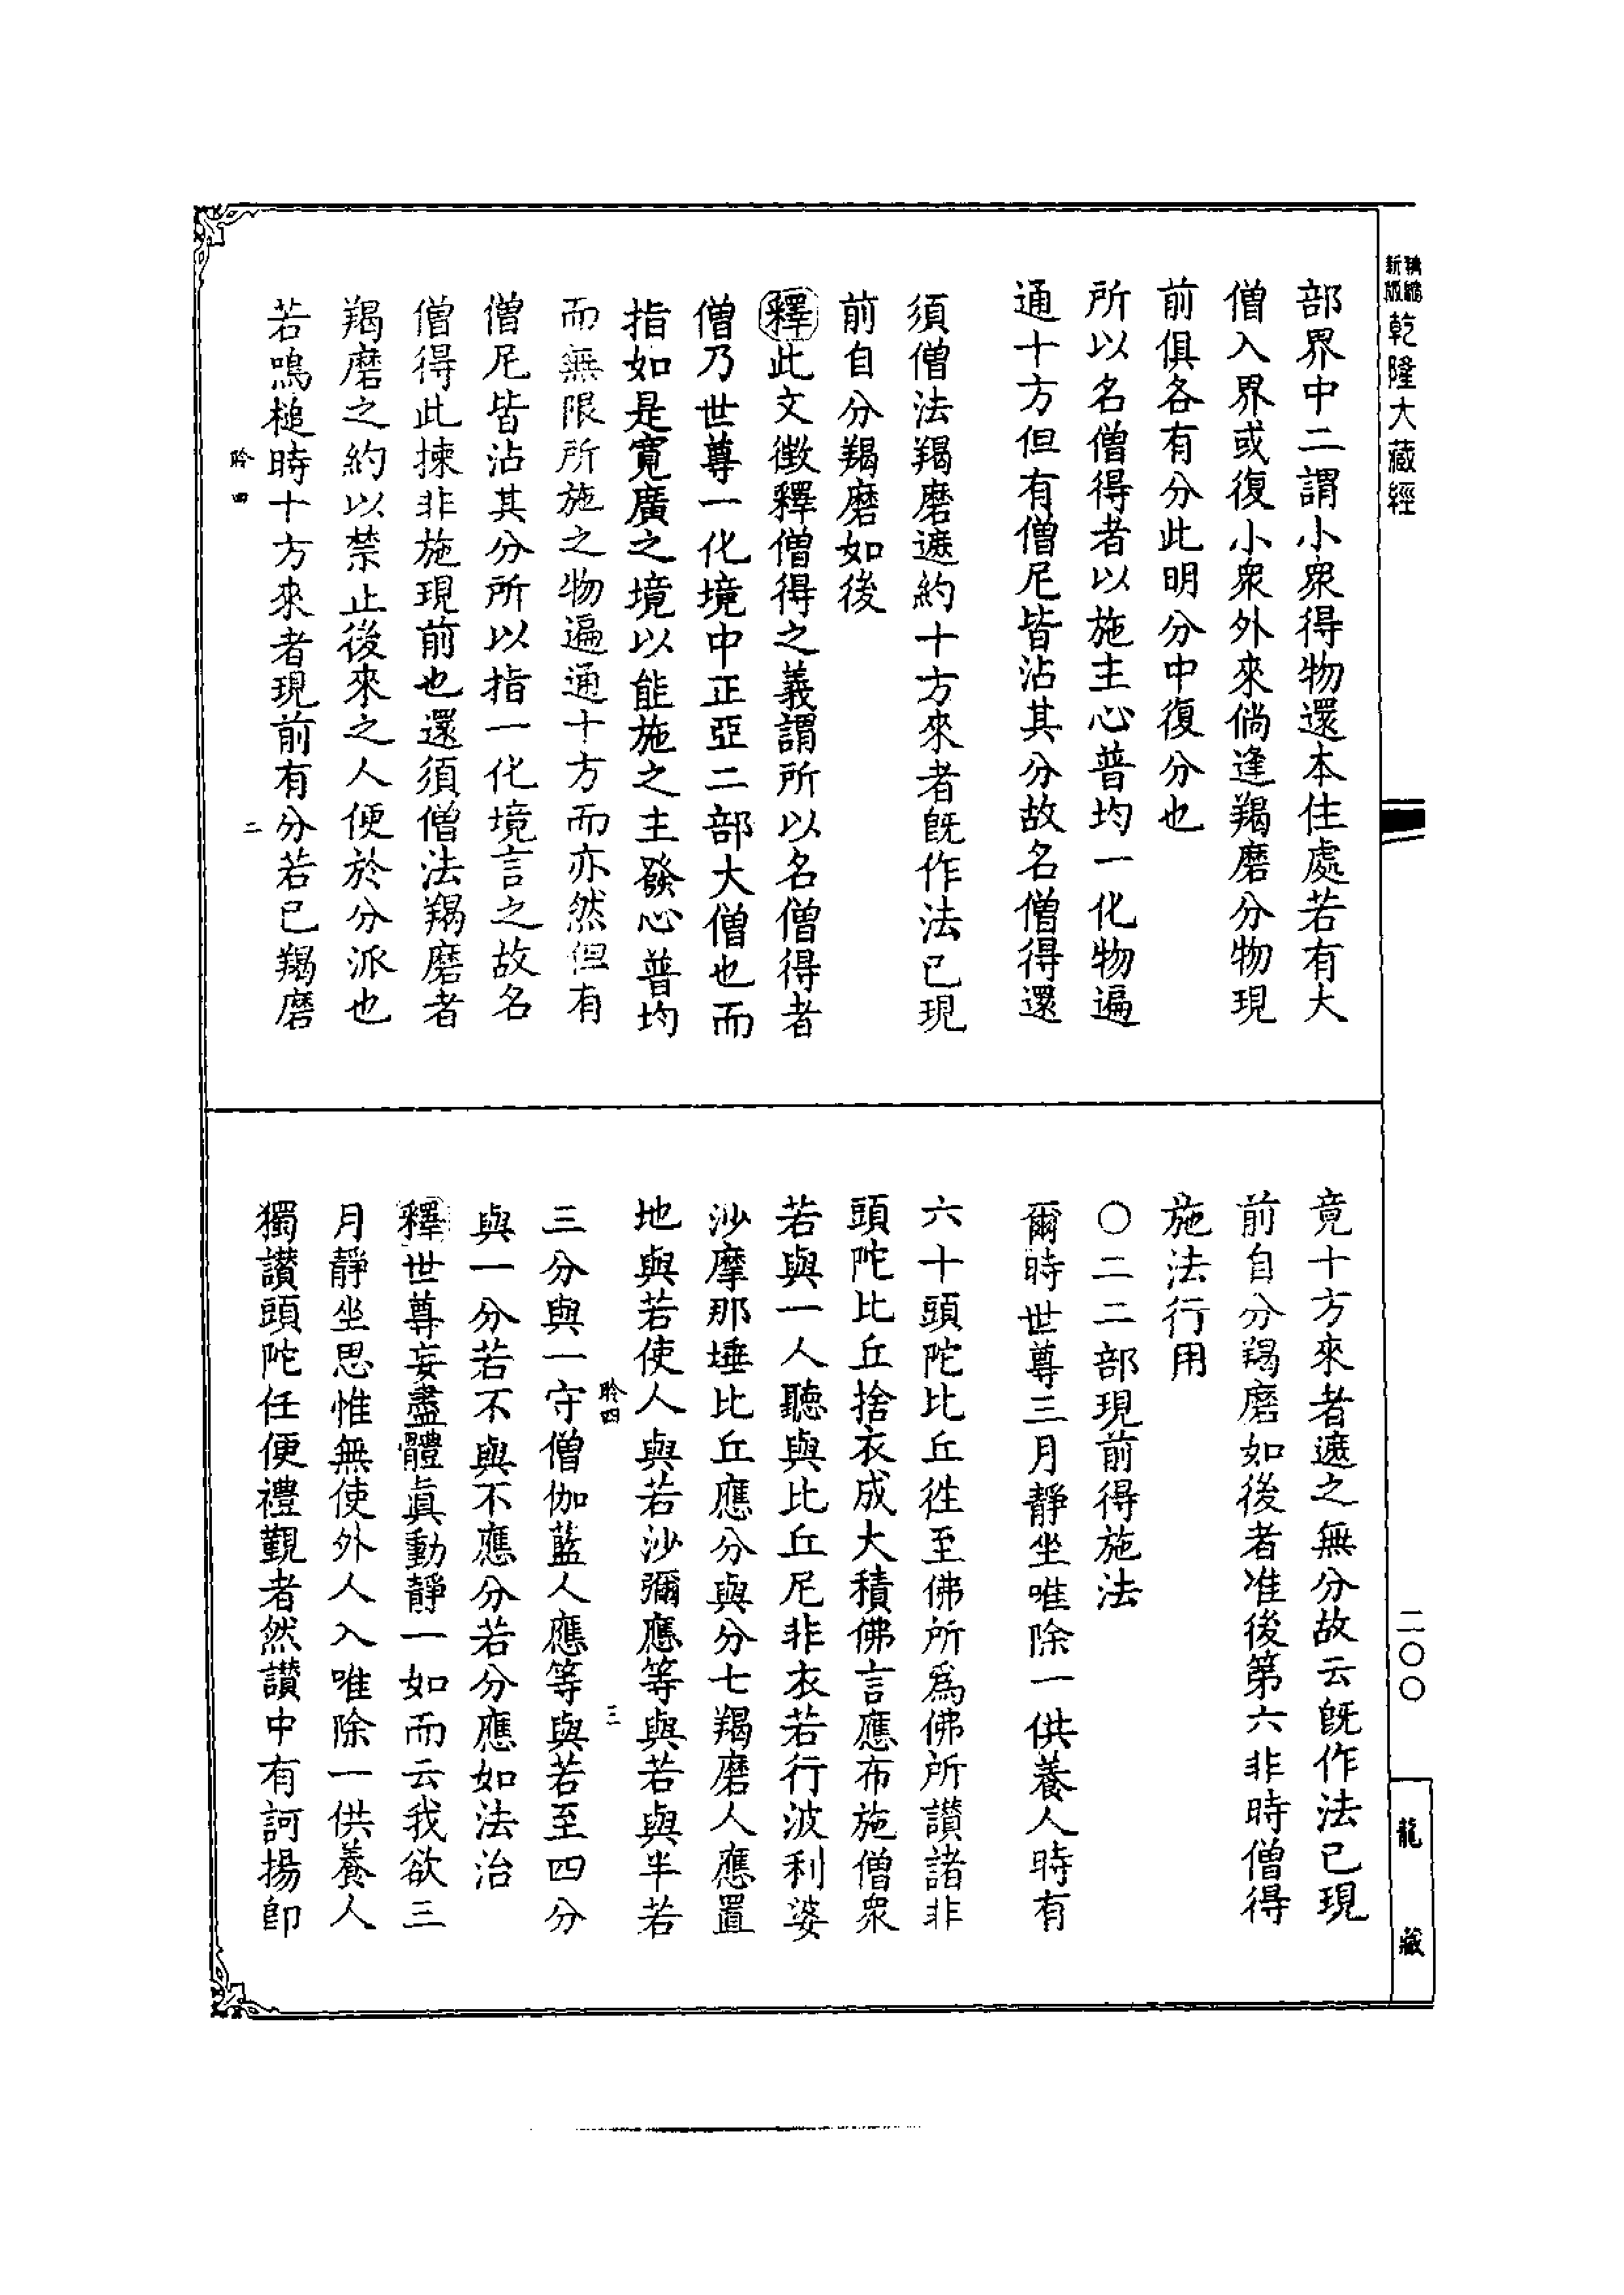 新版
精縮
乾隆大藏經
部界中二謂小衆得物還本住處若有大
僧入界或復小衆外來倘逢羯磨分物現
前俱各有分此明分中復分也
所以名僧得者以施主心普均一化物遍
通十方但有僧尼皆沾其分故名僧得還
須僧法羯磨遮約十方來者旣作法已現
前自分羯磨如後
釋此文徵釋僧得之義謂所以名僧得者
僧乃世尊一化境中正亞二部大僧也而
指如是寬廣之境以能施之主發心普均
而無限所施之物遍通十方而亦然但有
僧尼皆沾其分所以指一化境言之故名
僧得此揀非施現前也還須僧法羯磨者
羯磨之約以禁止後來之人便於分派也
若鳴槌時十方來者現前有分若已羯磨
聆四
二
竟十方來者遮之無分故云旣作法已現
前自分羯磨如後者准後第六非時僧得
施法行用
○二二部現前得施法
爾時世尊三月靜坐唯除一供養人時有
六十頭陀比丘徃至佛所爲佛所讃諸非
頭陀比丘捨衣成大積佛言應布施僧衆
若與一人聽與比丘尼非衣若行波利婆
沙摩那埵比丘應分與分七羯磨人應置
地與若使人與若沙彌應等與若與半若
三分與一守僧伽藍人應等與若至四分
聆四
三
與一分若不與不應分若分應如法治
釋世尊妄盡體眞動靜一如而云我欲三
月靜坐思惟無使外人入唯除一供養人
獨讃頭陀任便禮覲者然讃中有訶揚卽
二〇〇
龍藏